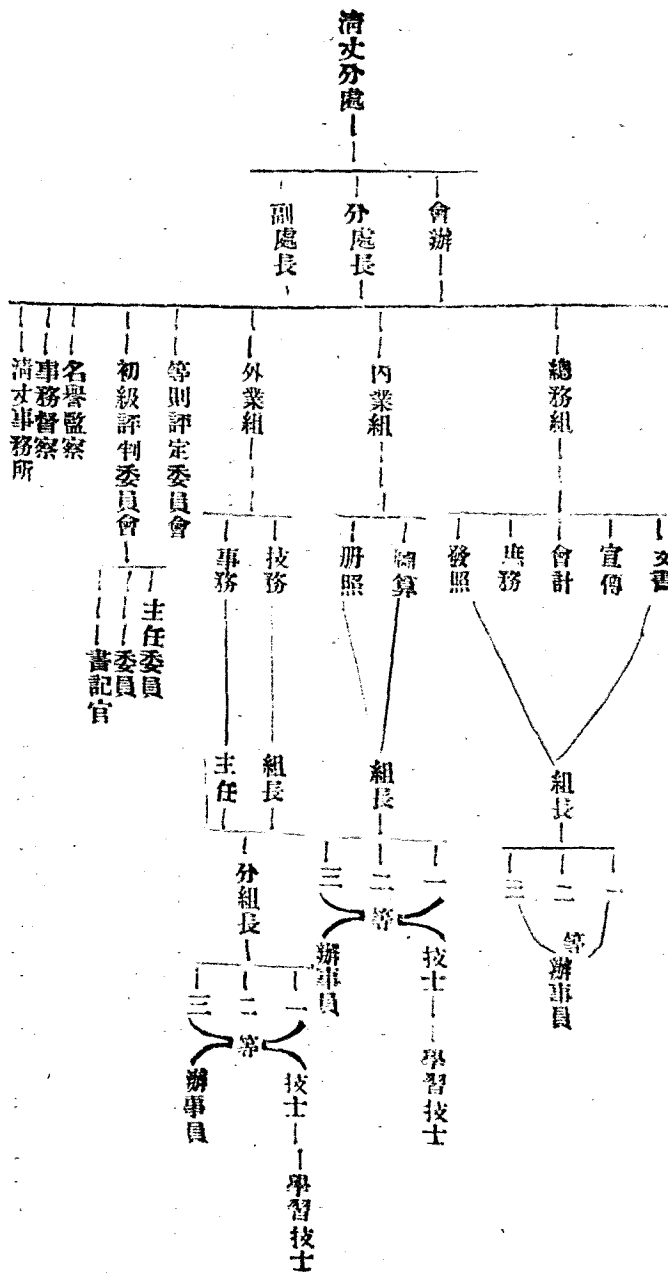 清丈分處
會辦
分處長
副處長
總務組
內業組
外業組
等則評定委員會
初級評判委員會
名譽監察
事務督察
清丈事務所
文書
宣傳
會計
庶務
發照
繪算
册照
技務
事務
主任委員
委員
書記官
組長
一
二
三
等
辦事員
組長
一
二
三
等
技士
學習技士
辦事員
組長
主任
分組長
一
二
三
等
技士
學習技士
辦事員